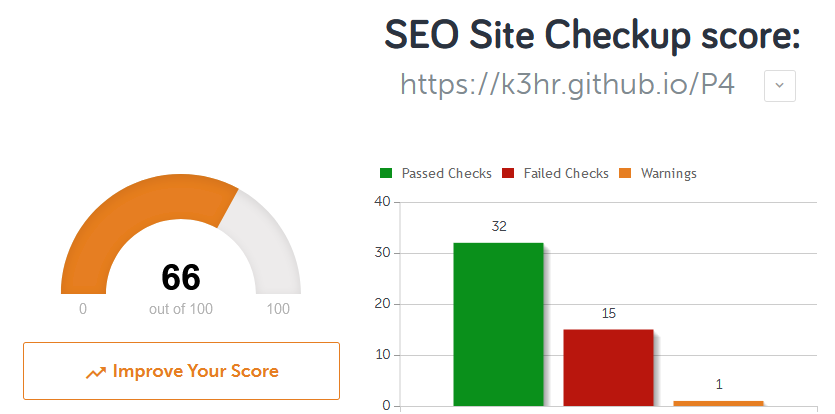 SEO Site Checkup score:
https://k3hr.github.io/P4
66
0 out of 100 100
Improve Your Score
Passed Checks Failed Checks Warnings
40
30
20
10
0
32
15
1